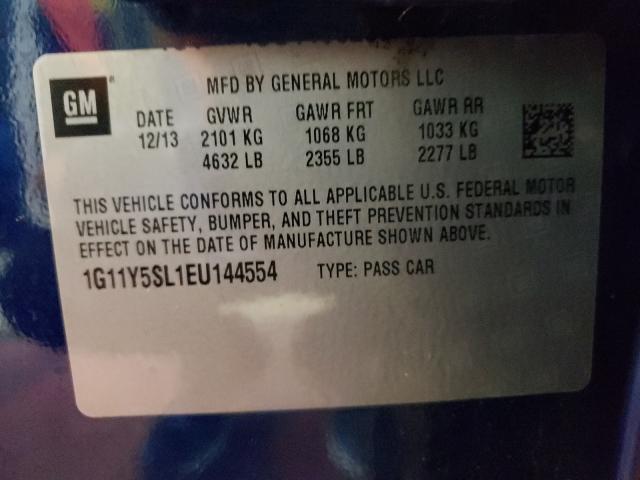 GM
MFD BY GENERAL MOTORS LLC
DATE GVWR GAWR FRT GAWR RR
12/13 2101 KG 1068 KG 1033 KG
4632 LB 2355 LB 2277 LB
THIS VEHICLE CONFORMS TO ALL APPLICABLE U.S. FEDERAL MOTOR
VEHICLE SAFETY, BUMPER, AND THEFT PREVENTION STANDARDS IN
EFFECT ON THE DATE OF MANUFACTURE SHOWN ABOVE.
1G11Y5SL1EU144554 TYPE: PASS CAR